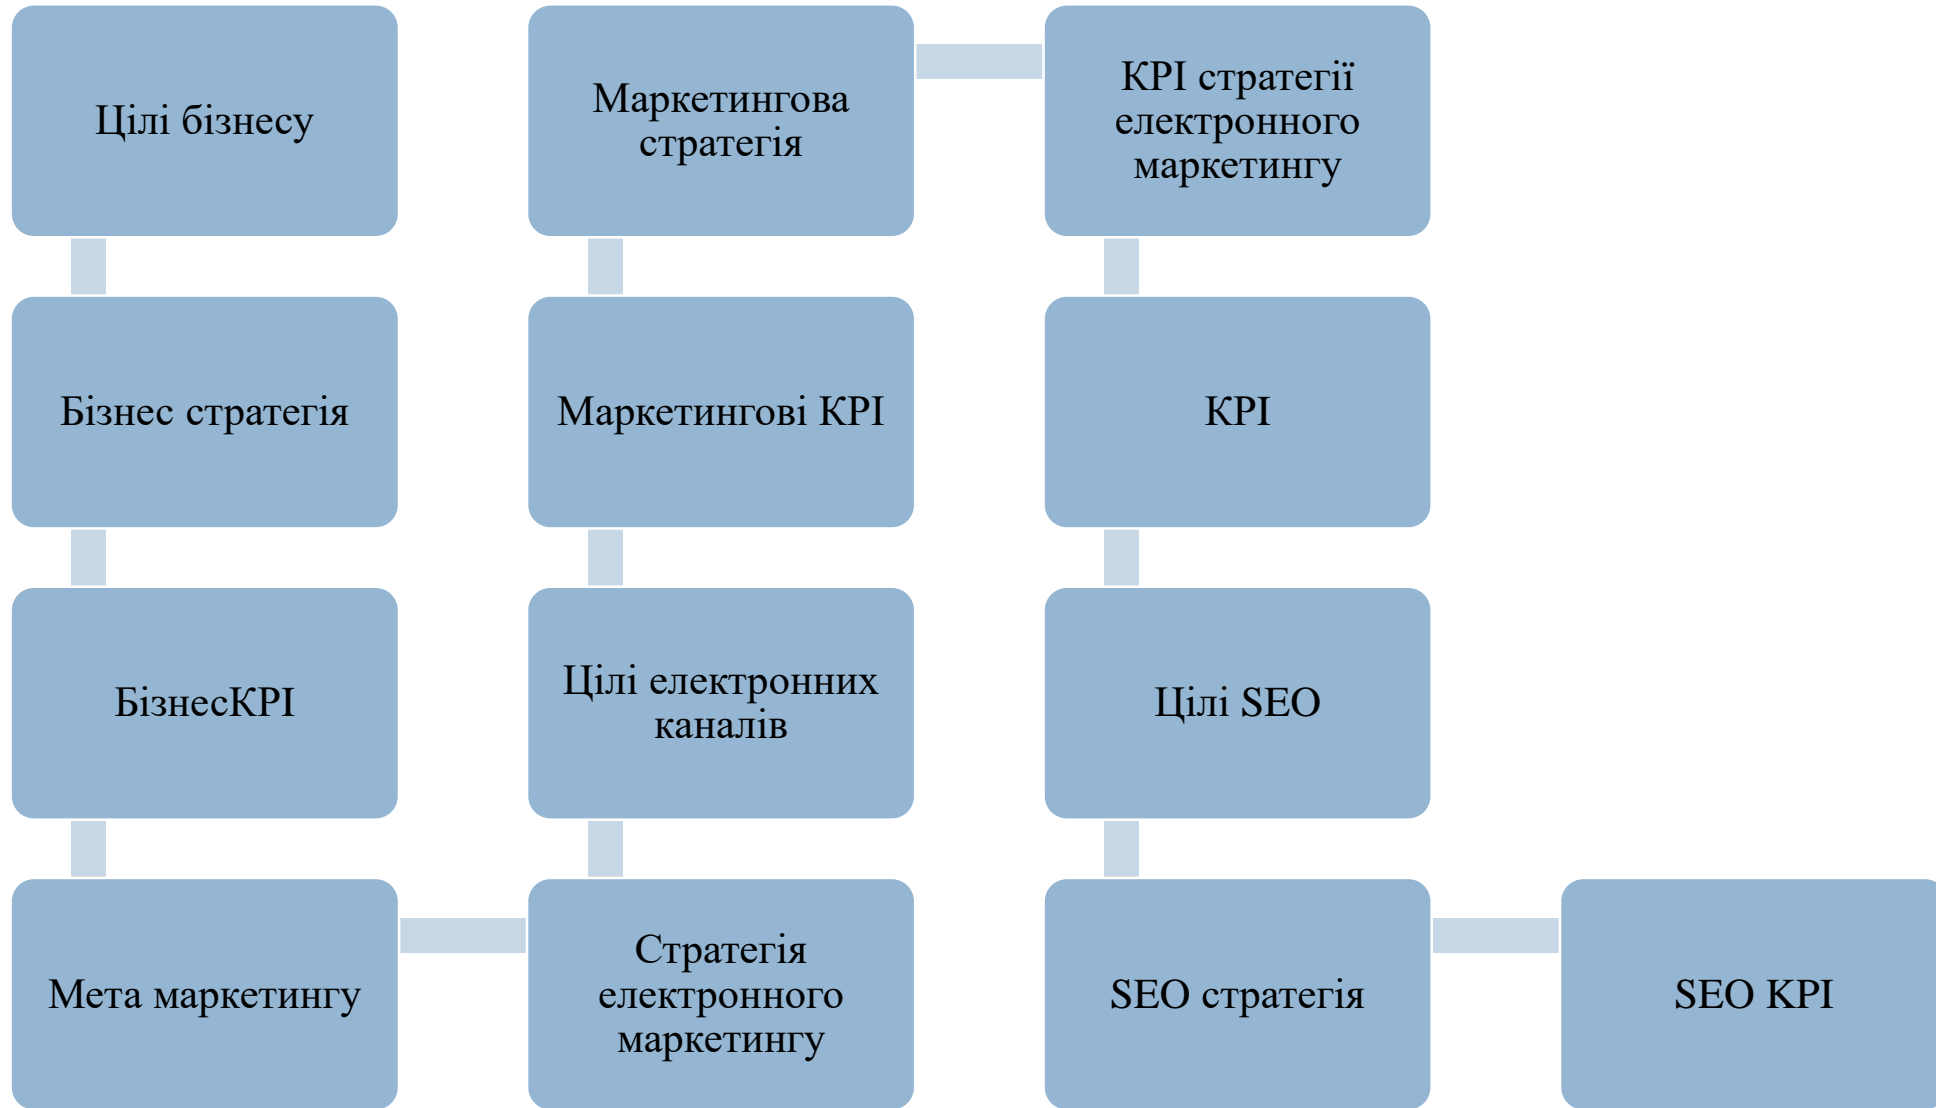 Цілі бізнесу
Бізнес стратегія
БізнесKPI
Мета маркетингу
Маркетингова
стратегія
Маркетингові KPI
Цілі електронних
каналів
Стратегія
електронного
маркетингу
KPI стратегії
електронного
маркетингу
KPI
Цілі SEO
SEO стратегія
SEO KPI